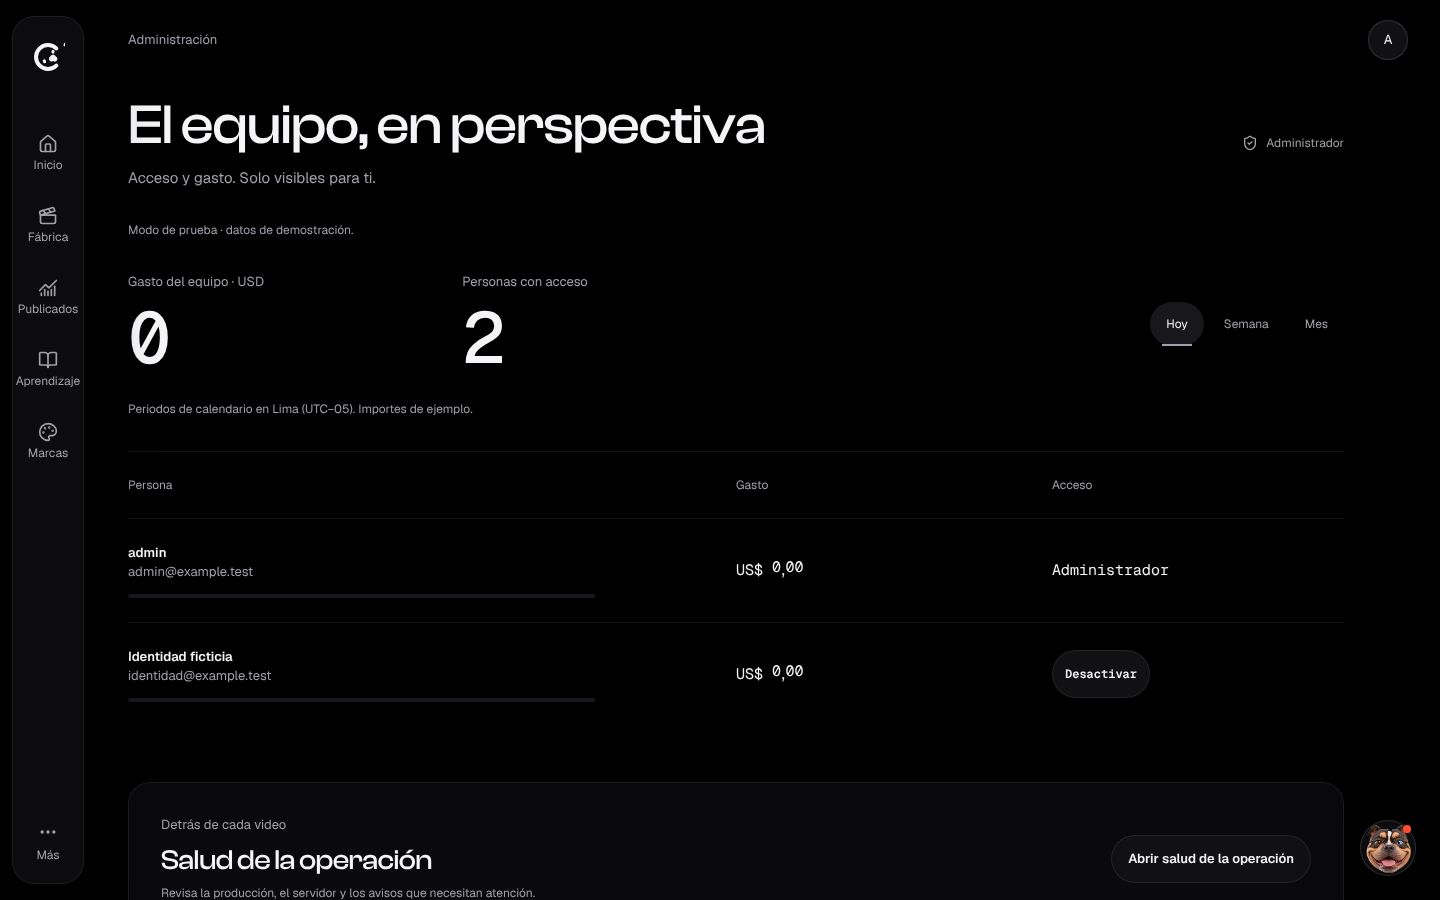 Administración
A
El equipo, en perspectiva
Administrador
Acceso y gasto. Solo visibles para ti.
Modo de prueba · datos de demostración.
Gasto del equipo · USD
0
Personas con acceso
2
Hoy
Semana
Mes
Periodos de calendario en Lima (UTC−05). Importes de ejemplo.
Persona
Gasto
Acceso
admin
admin@example.test
US$ 0,00
Administrador
Identidad ficticia
identidad@example.test
US$ 0,00
Desactivar
Detrás de cada video
Salud de la operación
Revisa la producción, el servidor y los avisos que necesitan atención.
Abrir salud de la operación
Inicio
Fábrica
Publicados
Aprendizaje
Marcas
Más